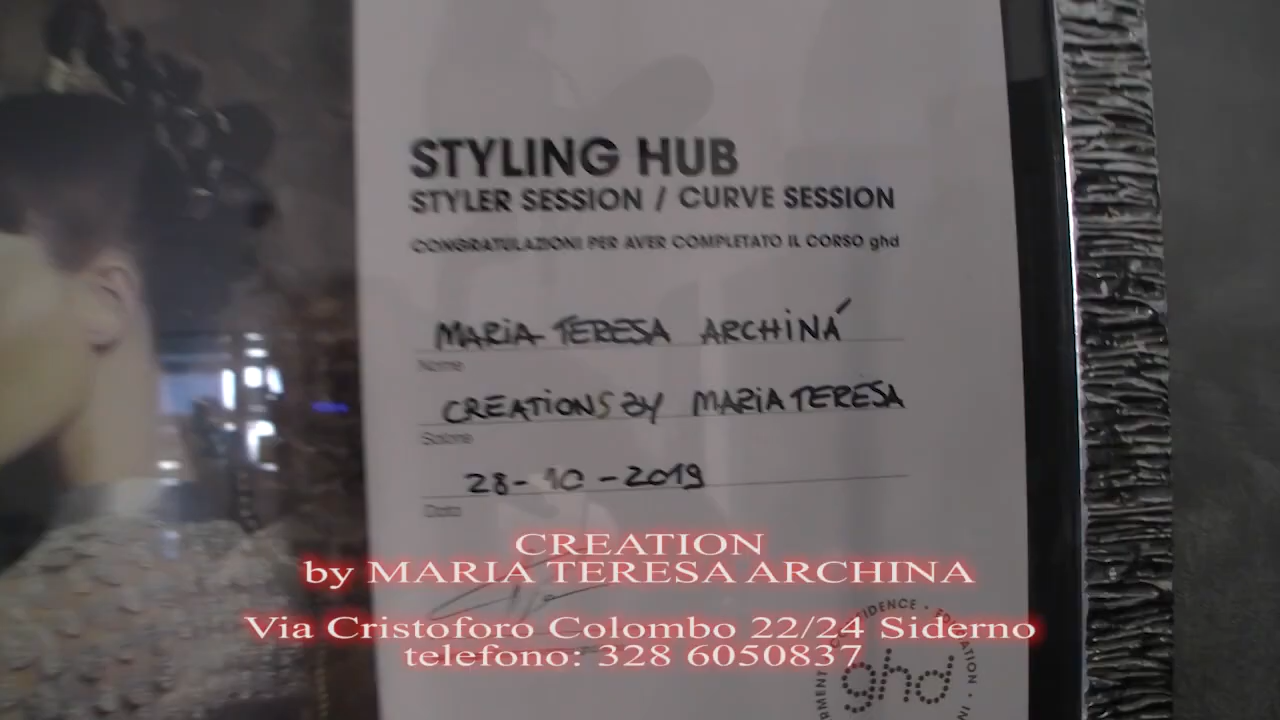 STYLING HUB
STYLER SESSION / CURVE SESSION
CONGRATULAZIONI PER AVER COMPLETATO IL CORSO ghd
MARIA TERESA ARCHINÁ
Nome
CREATIONS BY MARIA TERESA
Salone
28-10-2019
Data
CREATION
by MARIA TERESA ARCHINA
Via Cristoforo Colombo 22/24 Siderno
telefono: 328 6050837
ghd